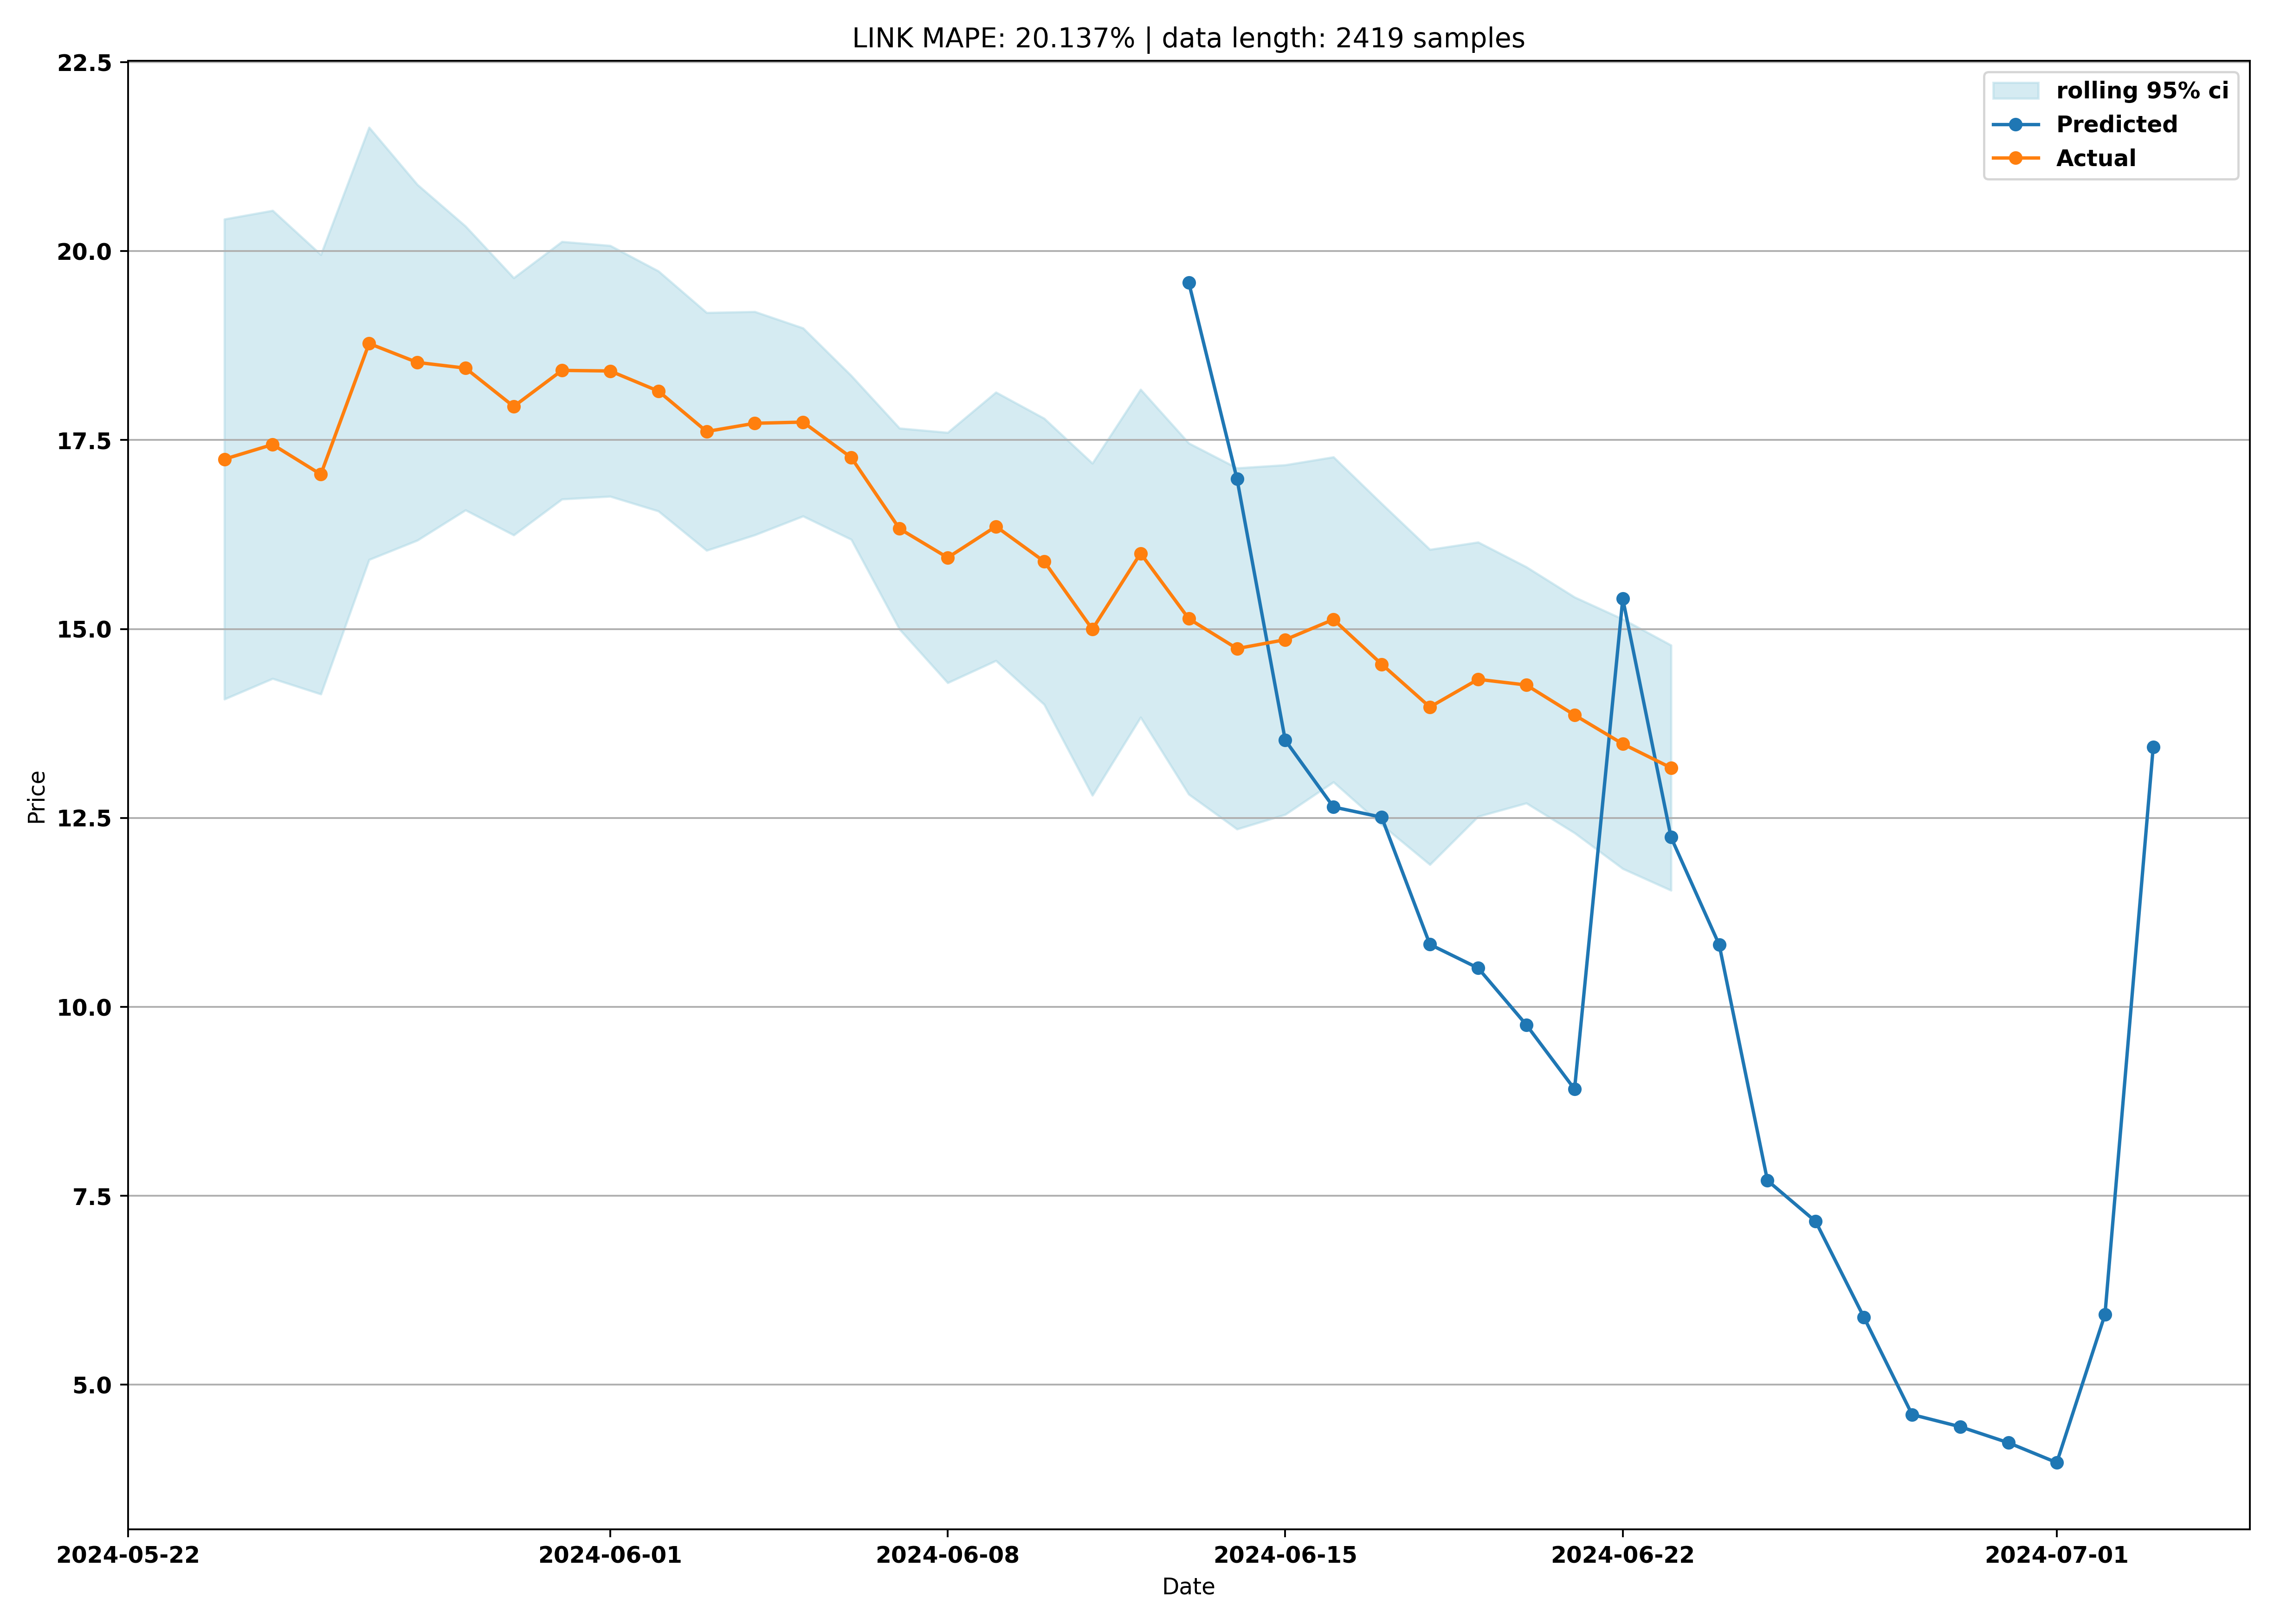 LINK MAPE: 20.137% | data length: 2419 samples
22.5
20.0
17.5
15.0
12.5
10.0
7.5
5.0
Price
rolling 95% ci
Predicted
Actual
2024-05-22 2024-06-01 2024-06-08 2024-06-15 2024-06-22 2024-07-01
Date